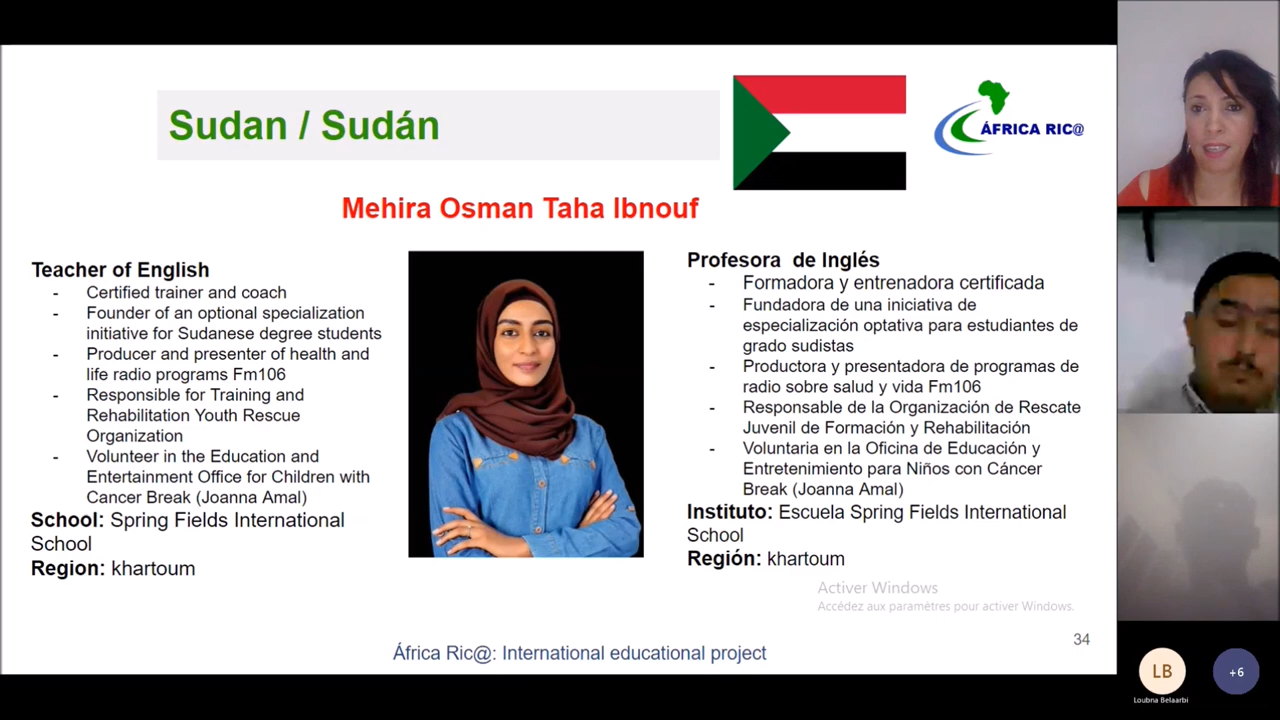 Sudan / Sudán
ÁFRICA RIC@
Mehira Osman Taha Ibnouf
Teacher of English
- Certified trainer and coach
- Founder of an optional specialization
initiative for Sudanese degree students
- Producer and presenter of health and
life radio programs Fm106
- Responsible for Training and
Rehabilitation Youth Rescue
Organization
- Volunteer in the Education and
Entertainment Office for Children with
Cancer Break (Joanna Amal)
School: Spring Fields International
School
Region: khartoum
Profesora de Inglés
- Formadora y entrenadora certificada
- Fundadora de una iniciativa de
especialización optativa para estudiantes de
grado sudistas
- Productora y presentadora de programas de
radio sobre salud y vida Fm106
- Responsable de la Organización de Rescate
Juvenil de Formación y Rehabilitación
- Voluntaria en la Oficina de Educación y
Entretenimiento para Niños con Cáncer
Break (Joanna Amal)
Instituto: Escuela Spring Fields International
School
Región: khartoum
Activer Windows
Accédez aux paramètres pour activer Windows.
34
África Ric@: International educational project
LB
Loubna Belaarbi
+6